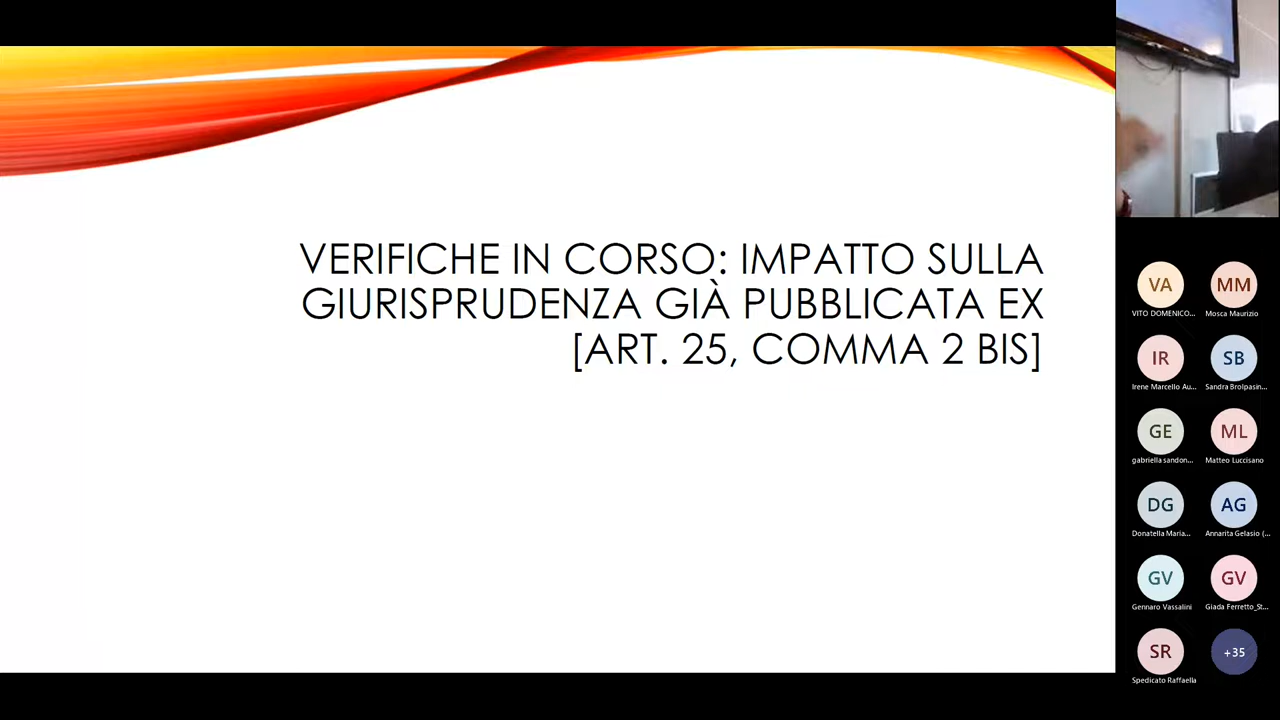 VERIFICHE IN CORSO: IMPATTO SULLA
GIURISPRUDENZA GIÀ PUBBLICATA EX
[ART. 25, COMMA 2 BIS]
VA
VITO DOMENICO...
MM
Mosca Maurizio
IR
Irene Marcello Au...
SB
Sandra Brolpasin...
GE
gabriella sandon...
ML
Matteo Luccisano
DG
Donatella Maria...
AG
Annarita Gelasio (...
GV
Gennaro Vassalini
GV
Giada Ferretto_St...
SR
Spedicato Raffaella
+35